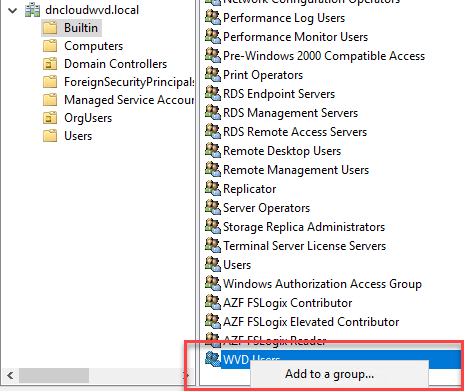 dncloudwvd.local
Builtin
Computers
Domain Controllers
ForeignSecurityPrincipals
Managed Service Accou
OrgUsers
Users
Network Configuration Operators
Performance Log Users
Performance Monitor Users
Pre-Windows 2000 Compatible Access
Print Operators
RDS Endpoint Servers
RDS Management Servers
RDS Remote Access Servers
Remote Desktop Users
Remote Management Users
Replicator
Server Operators
Storage Replica Administrators
Terminal Server License Servers
Users
Windows Authorization Access Group
AZF FSLogix Contributor
AZF FSLogix Elevated Contributor
AZF FSLogix Reader
WVD Users
Add to a group...